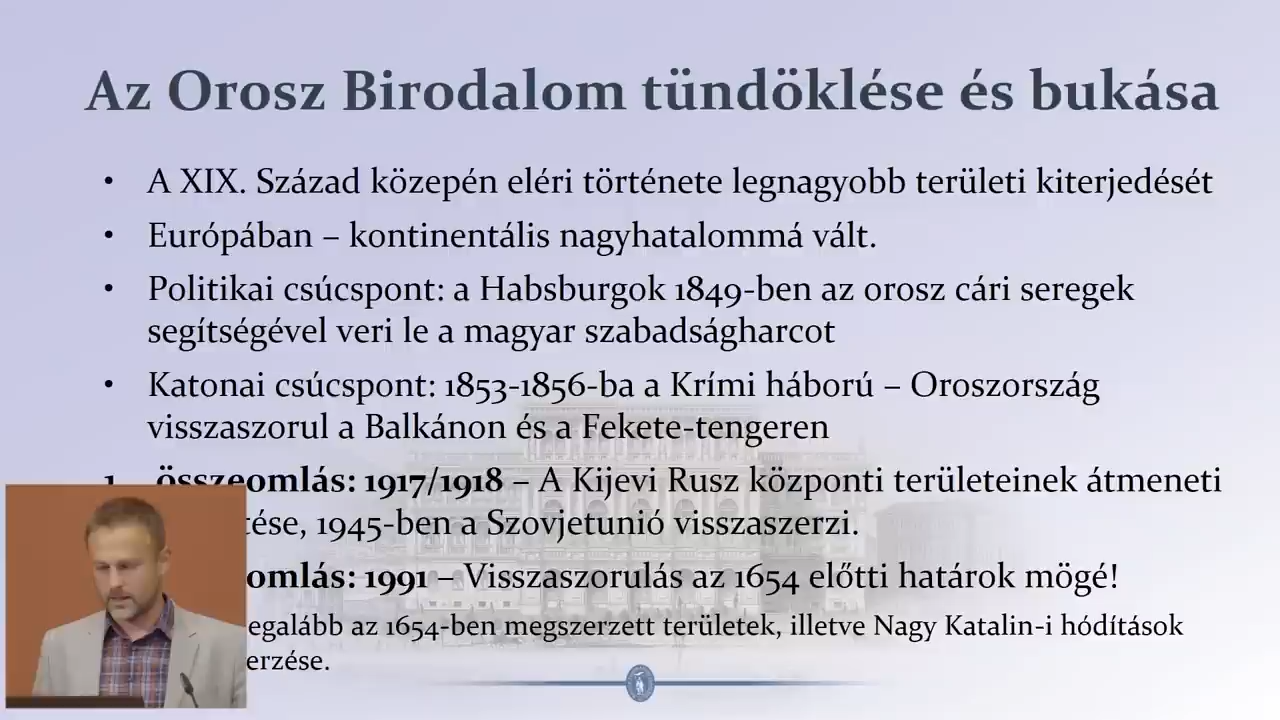 Az Orosz Birodalom tündöklése és bukása
• A XIX. Század közepén eléri története legnagyobb területi kiterjedését
• Európában – kontinentális nagyhatalommá vált.
• Politikai csúcspont: a Habsburgok 1849-ben az orosz cári seregek
segítségével veri le a magyar szabadságharcot
• Katonai csúcspont: 1853-1856-ba a Krími háború – Oroszország
visszaszorul a Balkánon és a Fekete-tengeren
1. összeomlás: 1917/1918 – A Kijevi Rusz központi területeinek átmeneti
tése, 1945-ben a Szovjetunió visszaszerzi.
omlás: 1991 – Visszaszorulás az 1654 előtti határok mögé!
egalább az 1654-ben megszerzett területek, illetve Nagy Katalin-i hódítások
erzése.